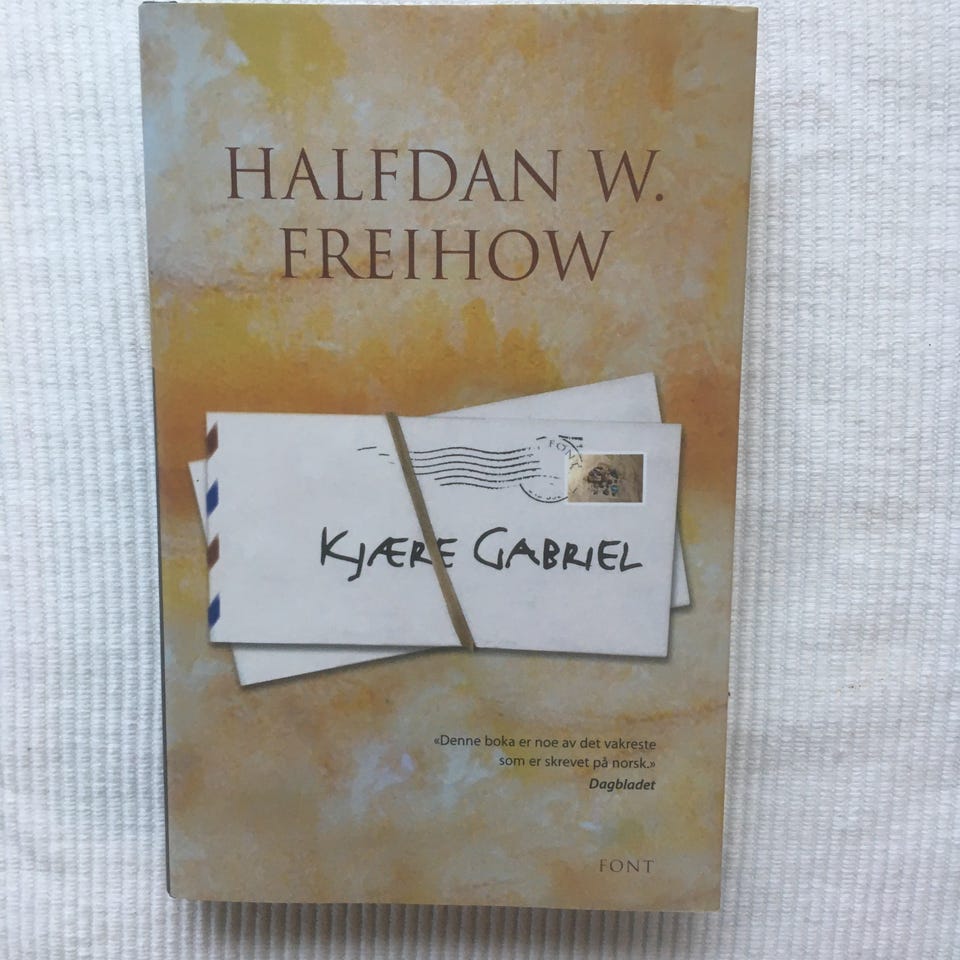 HALFDAN W.
FREIHOW
FONT
KJÆRE GABRIEL
«Denne boka er noe av det vakreste
som er skrevet på norsk.»
Dagbladet
FONT